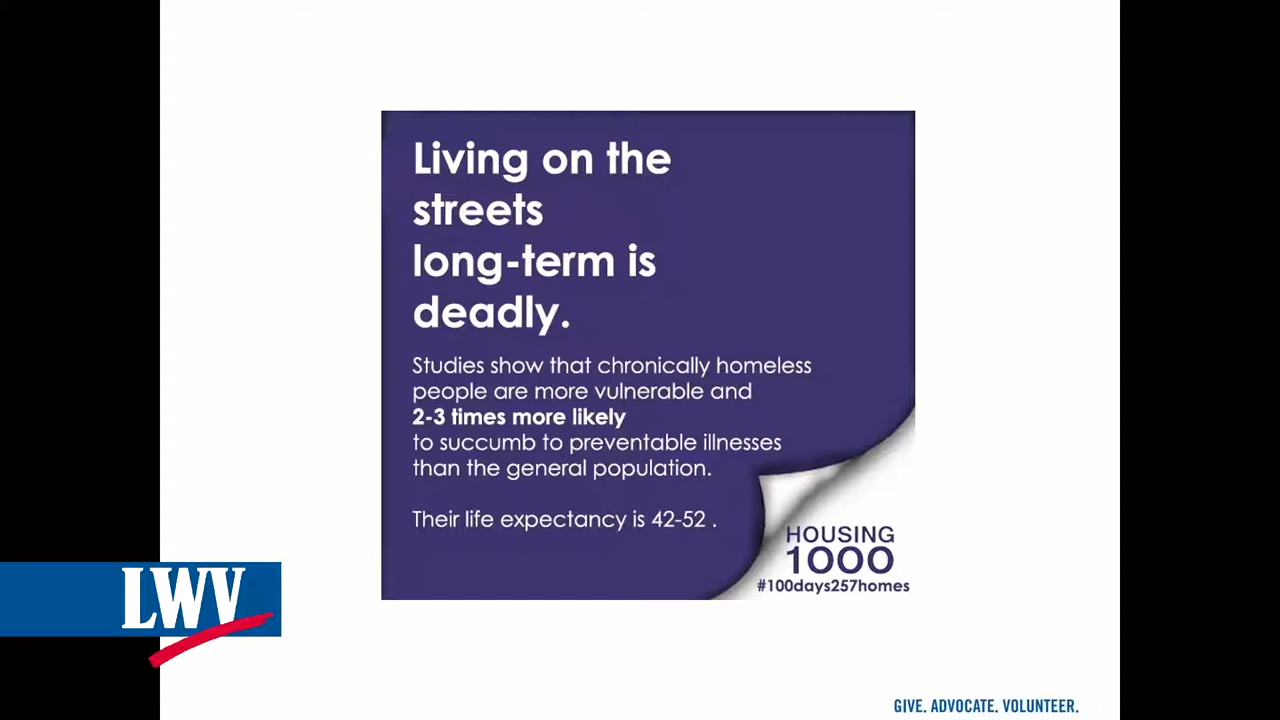 Living on the
streets
long-term is
deadly.
Studies show that chronically homeless
people are more vulnerable and
2-3 times more likely
to succumb to preventable illnesses
than the general population.
Their life expectancy is 42-52 .
HOUSING
1000
#100days257homes
LWV
GIVE. ADVOCATE. VOLUNTEER.